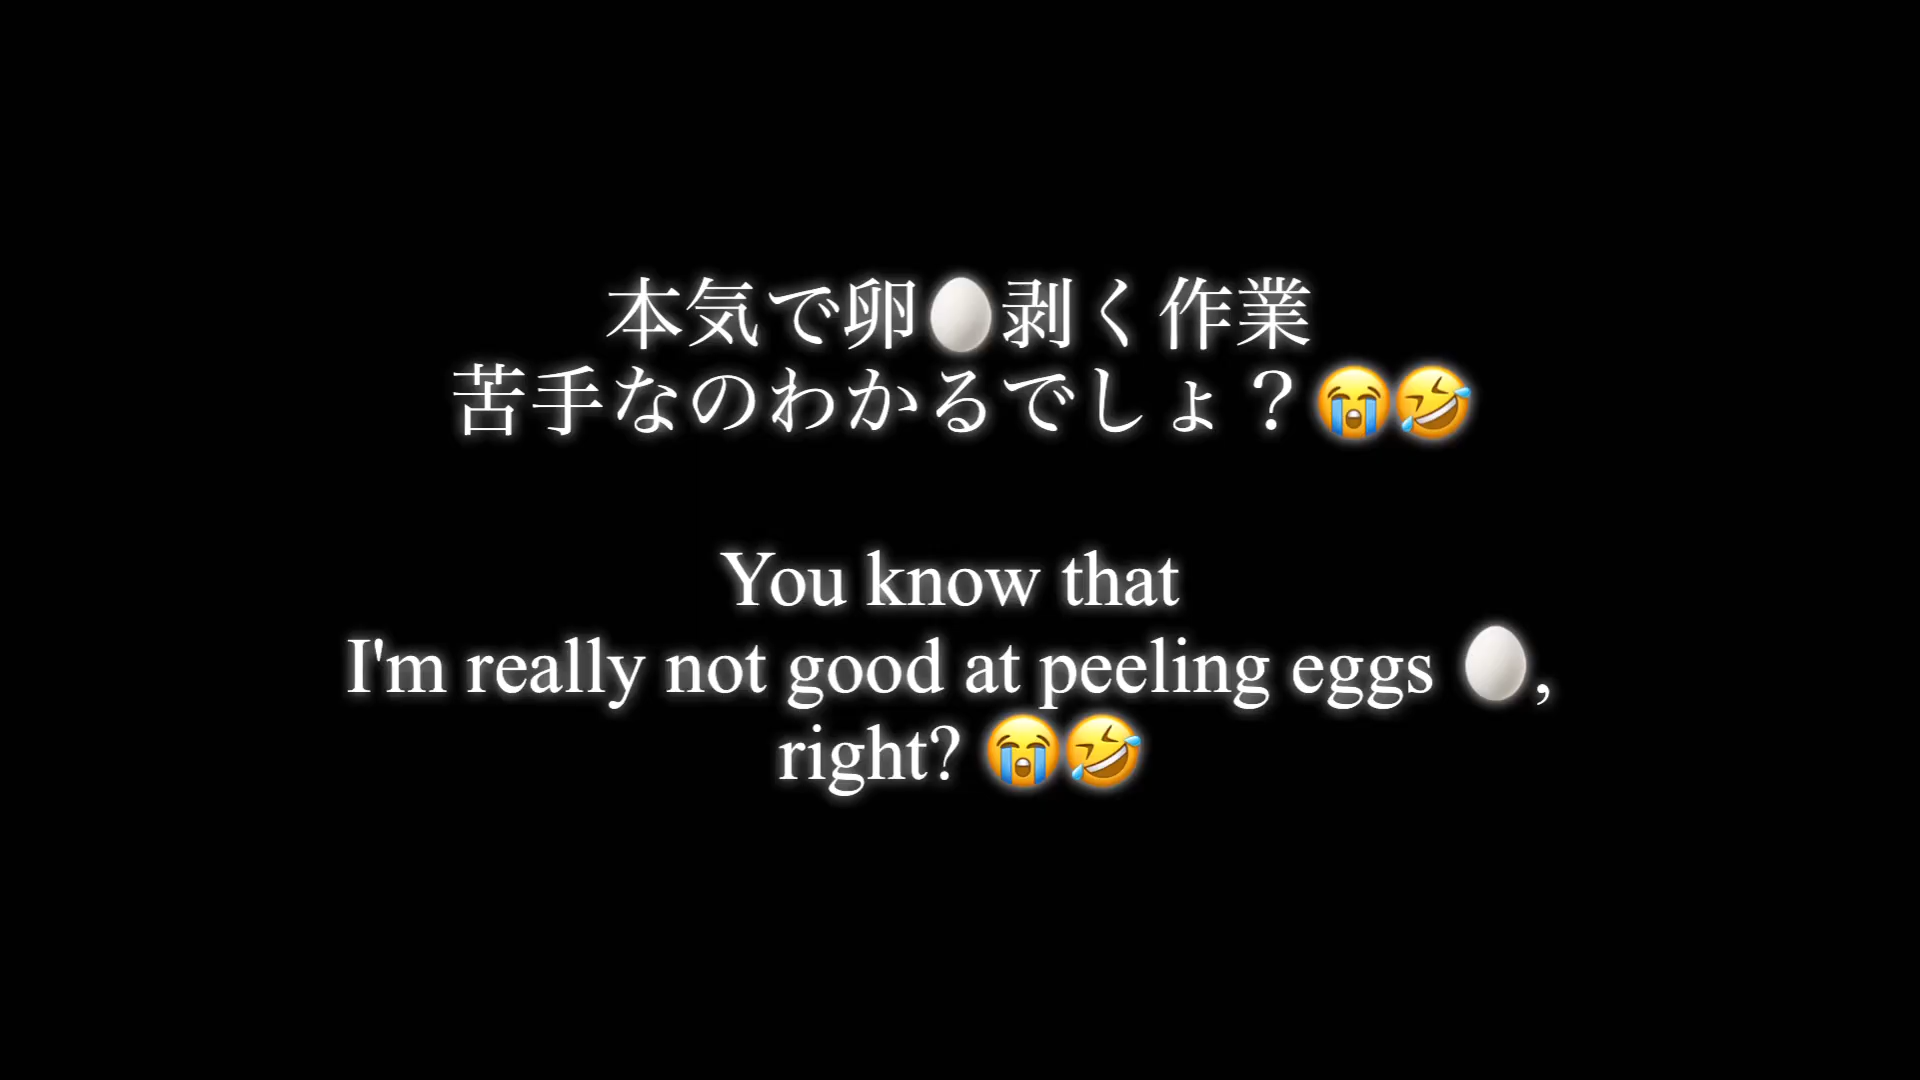 本気で卵🥚剥く作業
苦手なのわかるでしょ？😭🤣
You know that
I'm really not good at peeling eggs 🥚,
right? 😭🤣